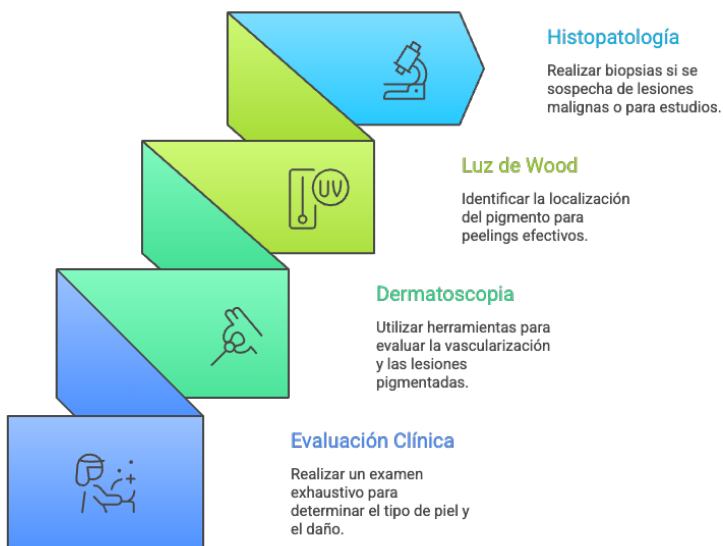 Histopatología
Realizar biopsias si se
sospecha de lesiones
malignas o para estudios.
UV
Luz de Wood
Identificar la localización
del pigmento para
peelings efectivos.
Dermatoscopia
Utilizar herramientas para
evaluar la vascularización
y las lesiones
pigmentadas.
Evaluación Clínica
Realizar un examen
exhaustivo para
determinar el tipo de piel y
el daño.